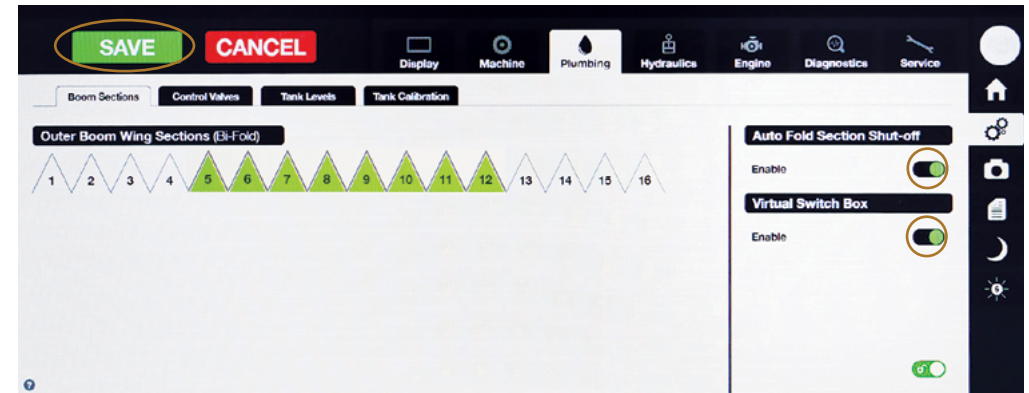 SAVE CANCEL
Display Machine Plumbing Hydraulics Engine Diagnostics Service
Boom Sections Control Valves Tank Levels Tank Calibration
Outer Boom Wing Sections (Bi-Fold)
1 2 3 4 5 6 7 8 9 10 11 12 13 14 15 16
Auto Fold Section Shut-off
Enable
Virtual Switch Box
Enable
?